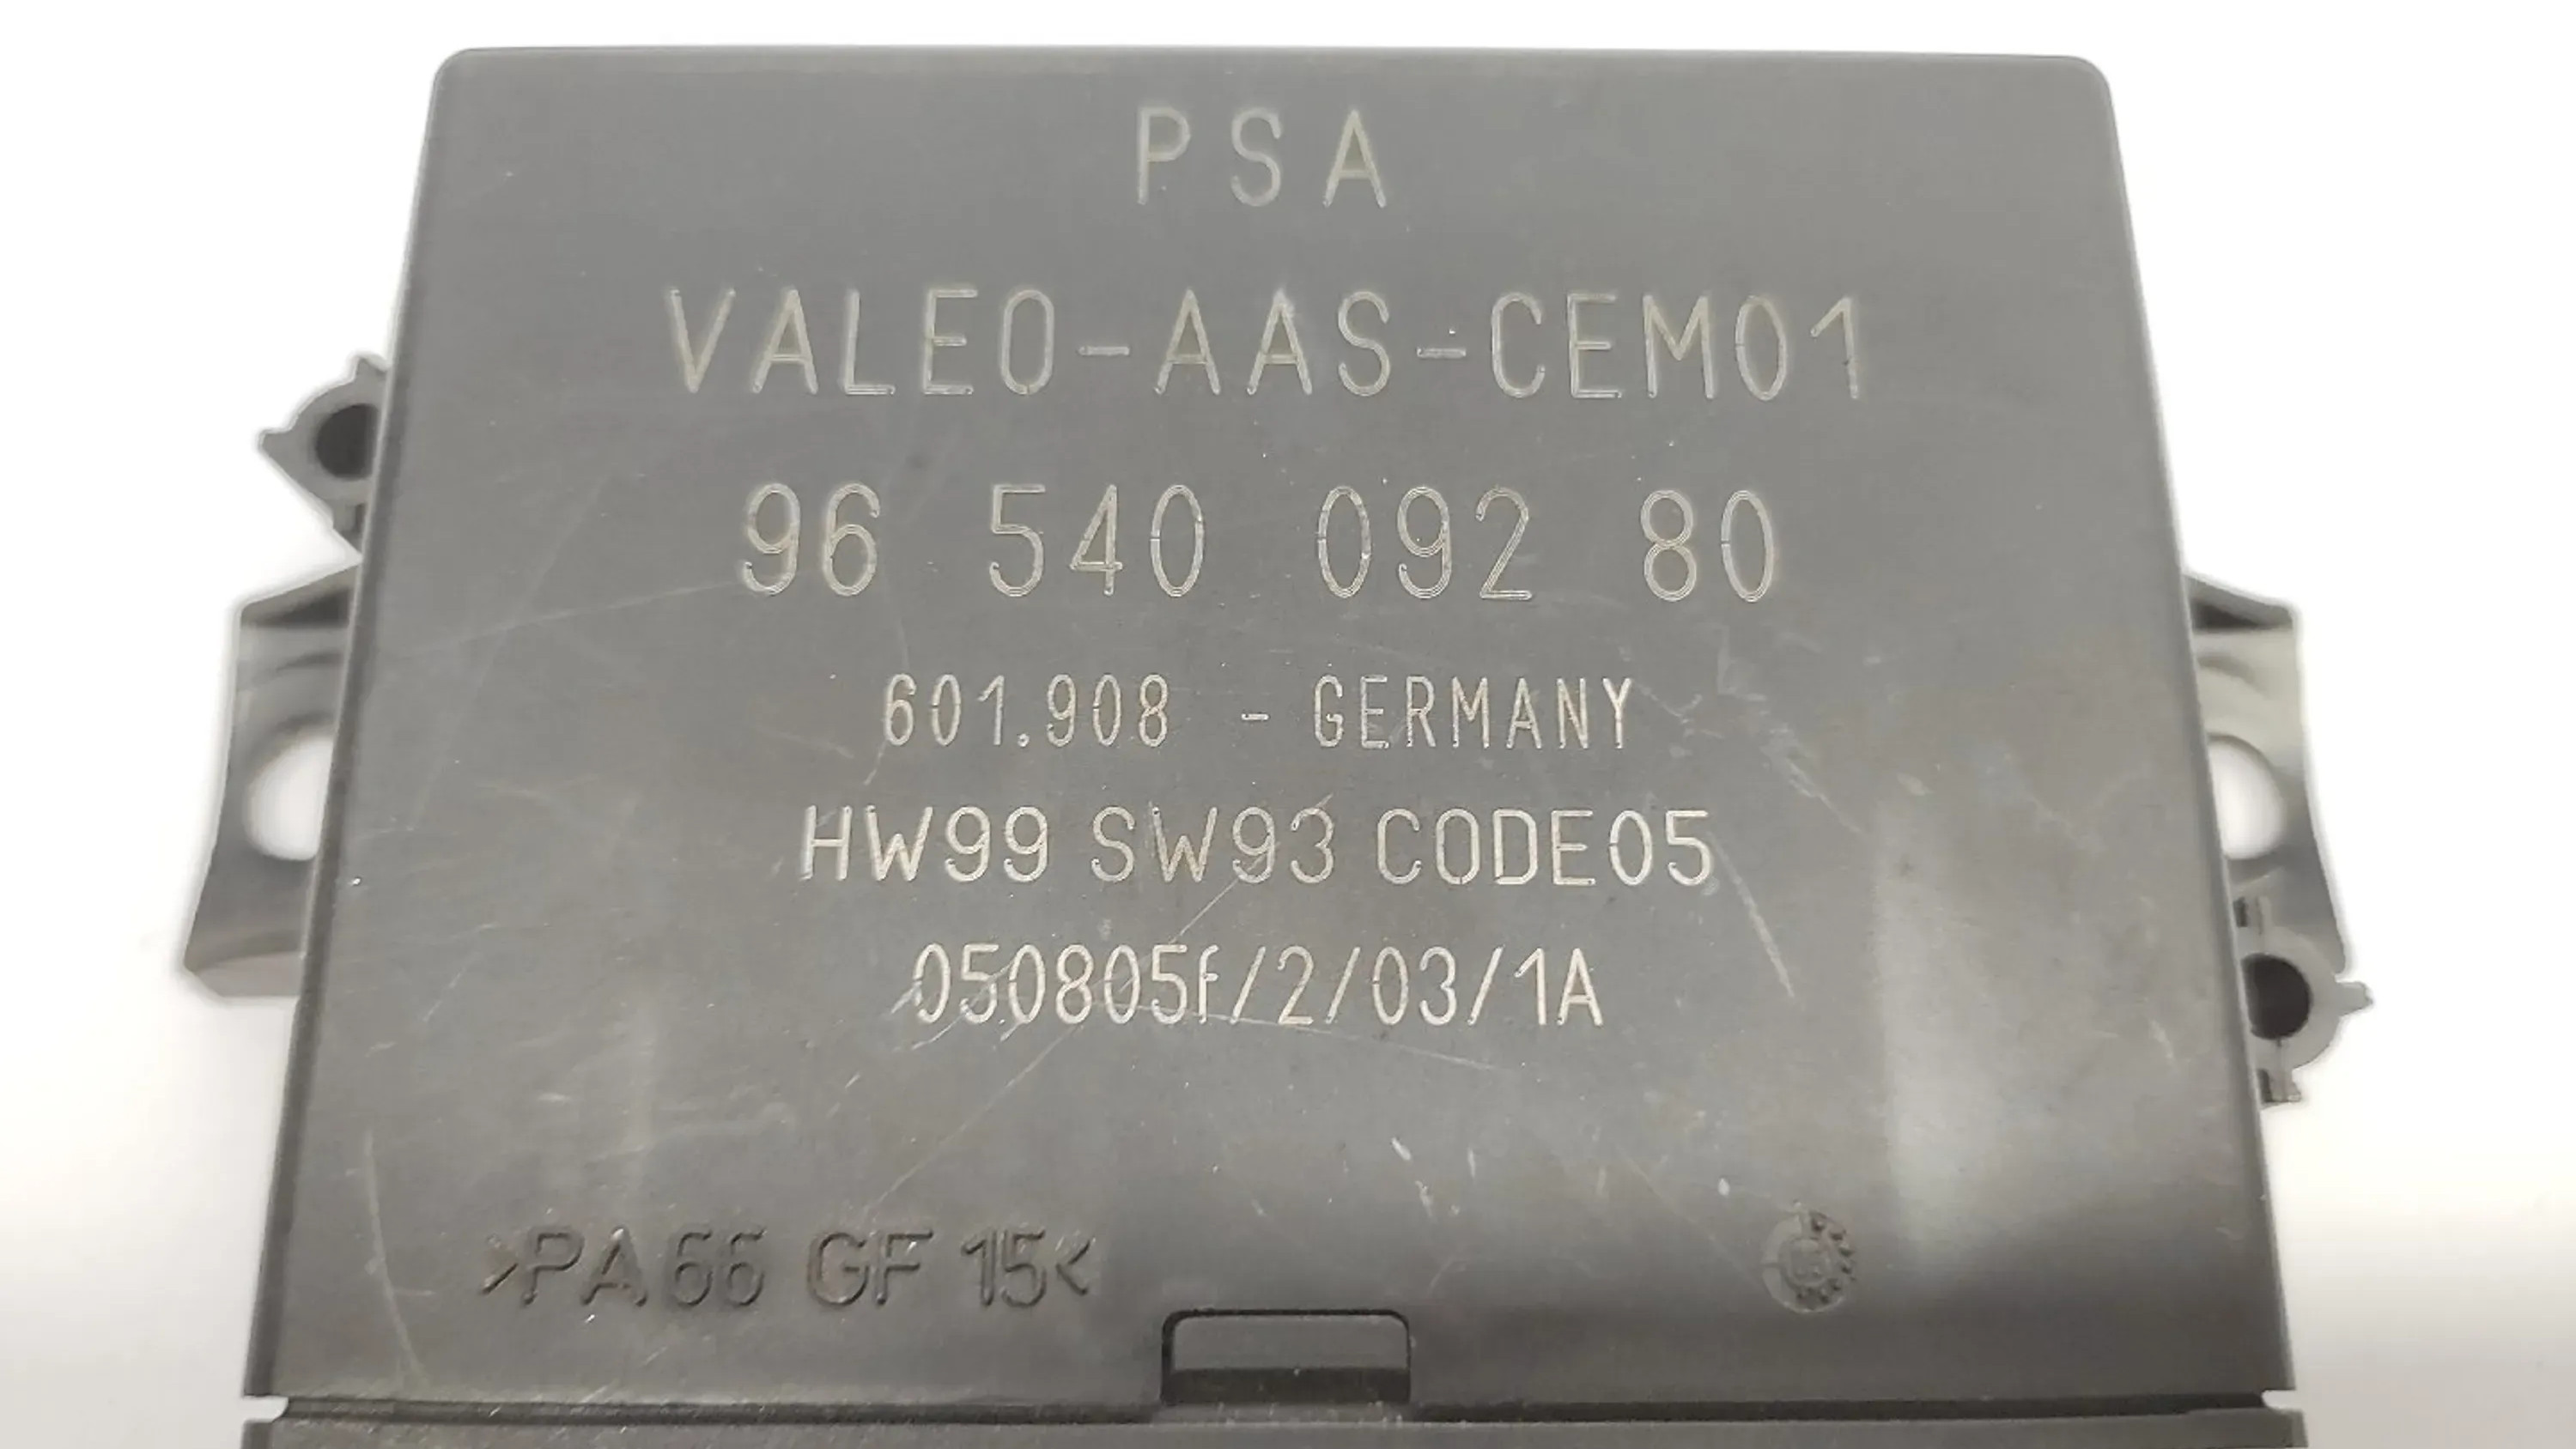 PSA
VALEO-AAS-CEM01
96 540 092 80
601.908 - GERMANY
HW99 SW93 CODE05
050805f/2/03/1A
>PA66 GF 15<